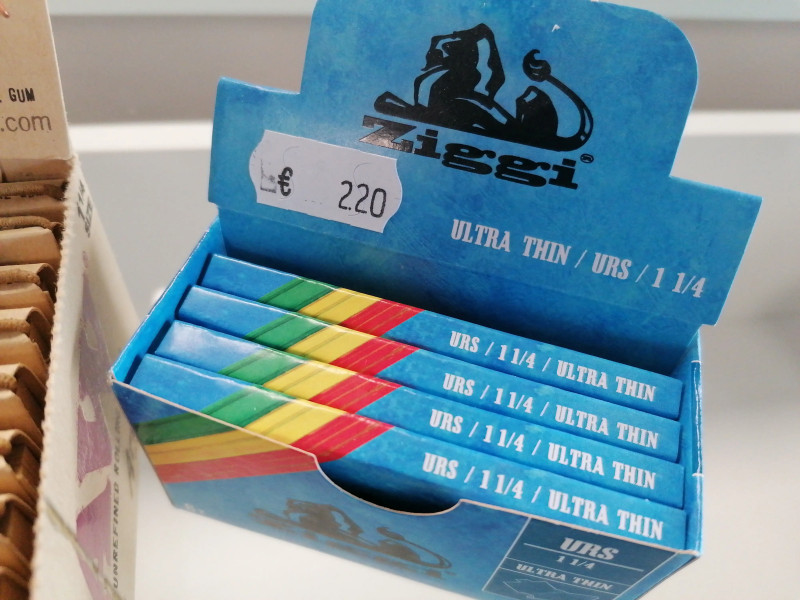 GUM
.com
Ziggi®
€ 2.20
ULTRA THIN / URS / 1 1/4
URS / 1 1/4 / ULTRA THIN
URS / 1 1/4 / ULTRA THIN
URS / 1 1/4 / ULTRA THIN
URS / 1 1/4 / ULTRA THIN
URS
1 1/4
ULTRA THIN
Ziggi
UNREFINED ROLLING